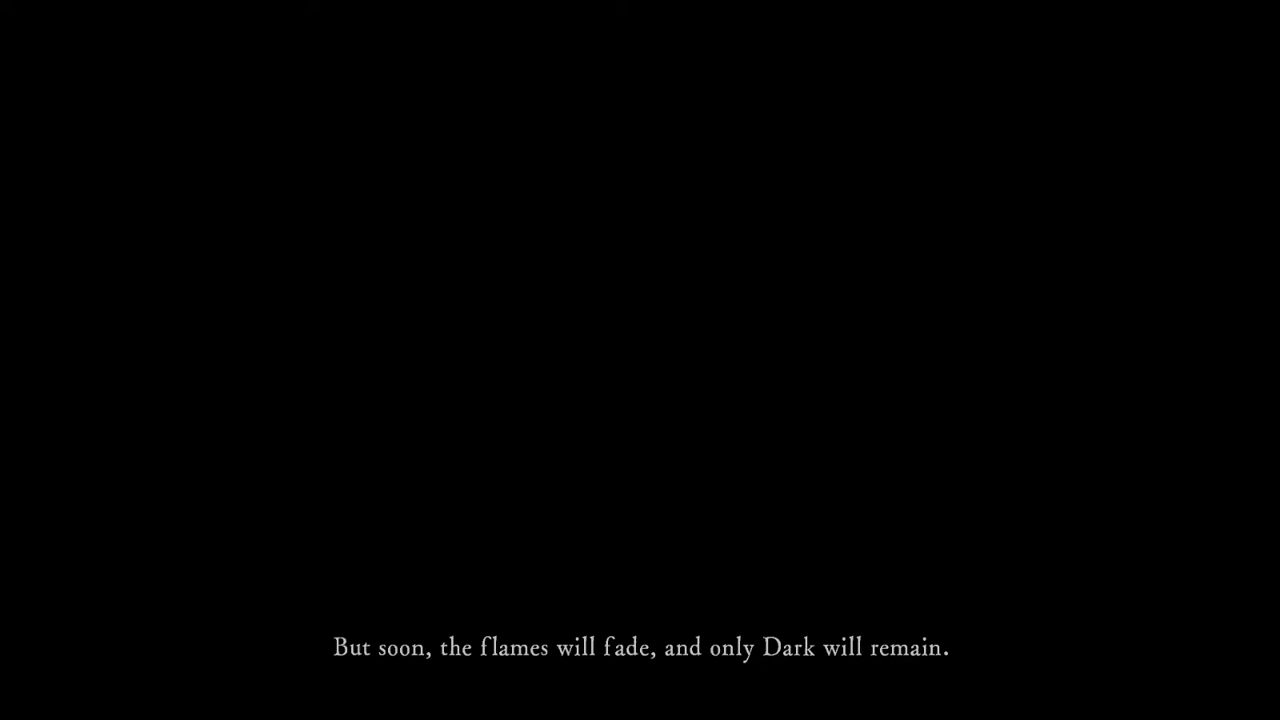 But soon, the flames will fade, and only Dark will remain.